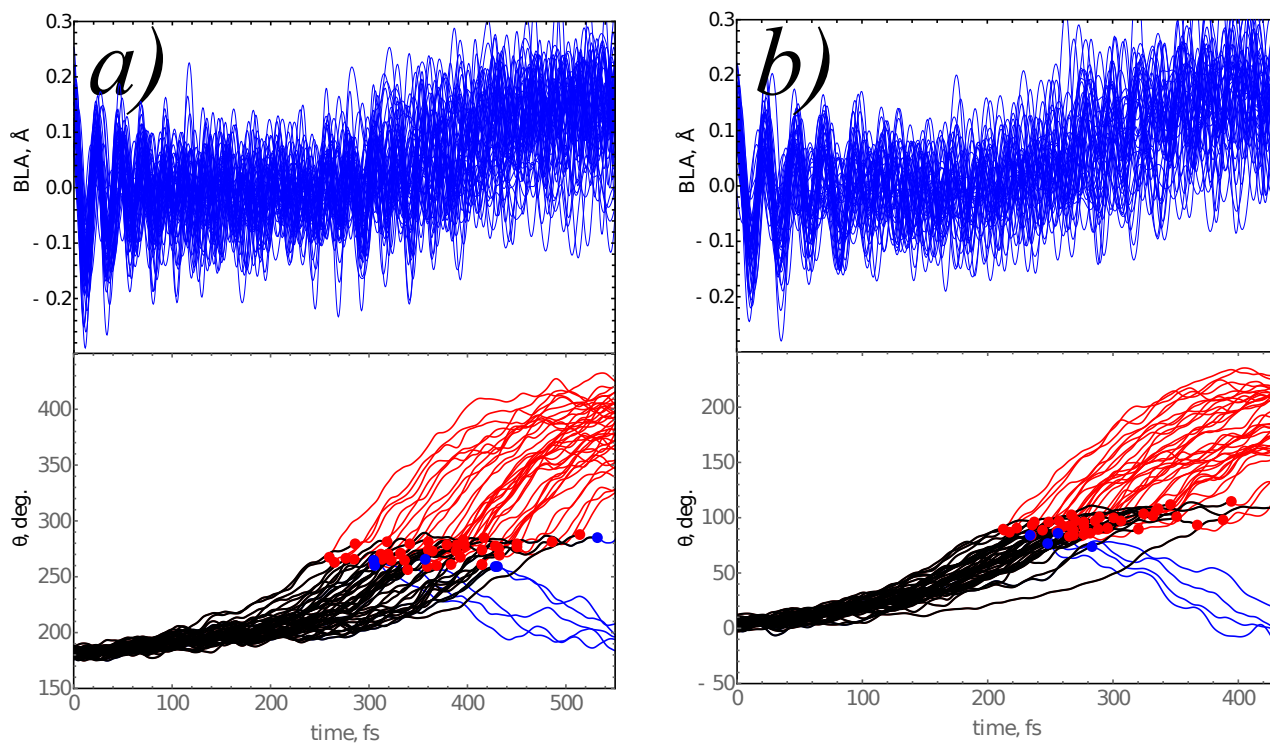 a)
0.3
0.2
0.1
0.0
- 0.1
- 0.2
BLA, Å
400
350
300
250
200
150
θ, deg.
0 100 200 300 400 500
time, fs
b)
0.3
0.2
0.1
0.0
- 0.1
- 0.2
BLA, Å
200
150
100
50
0
- 50
θ, deg.
0 100 200 300 400
time, fs